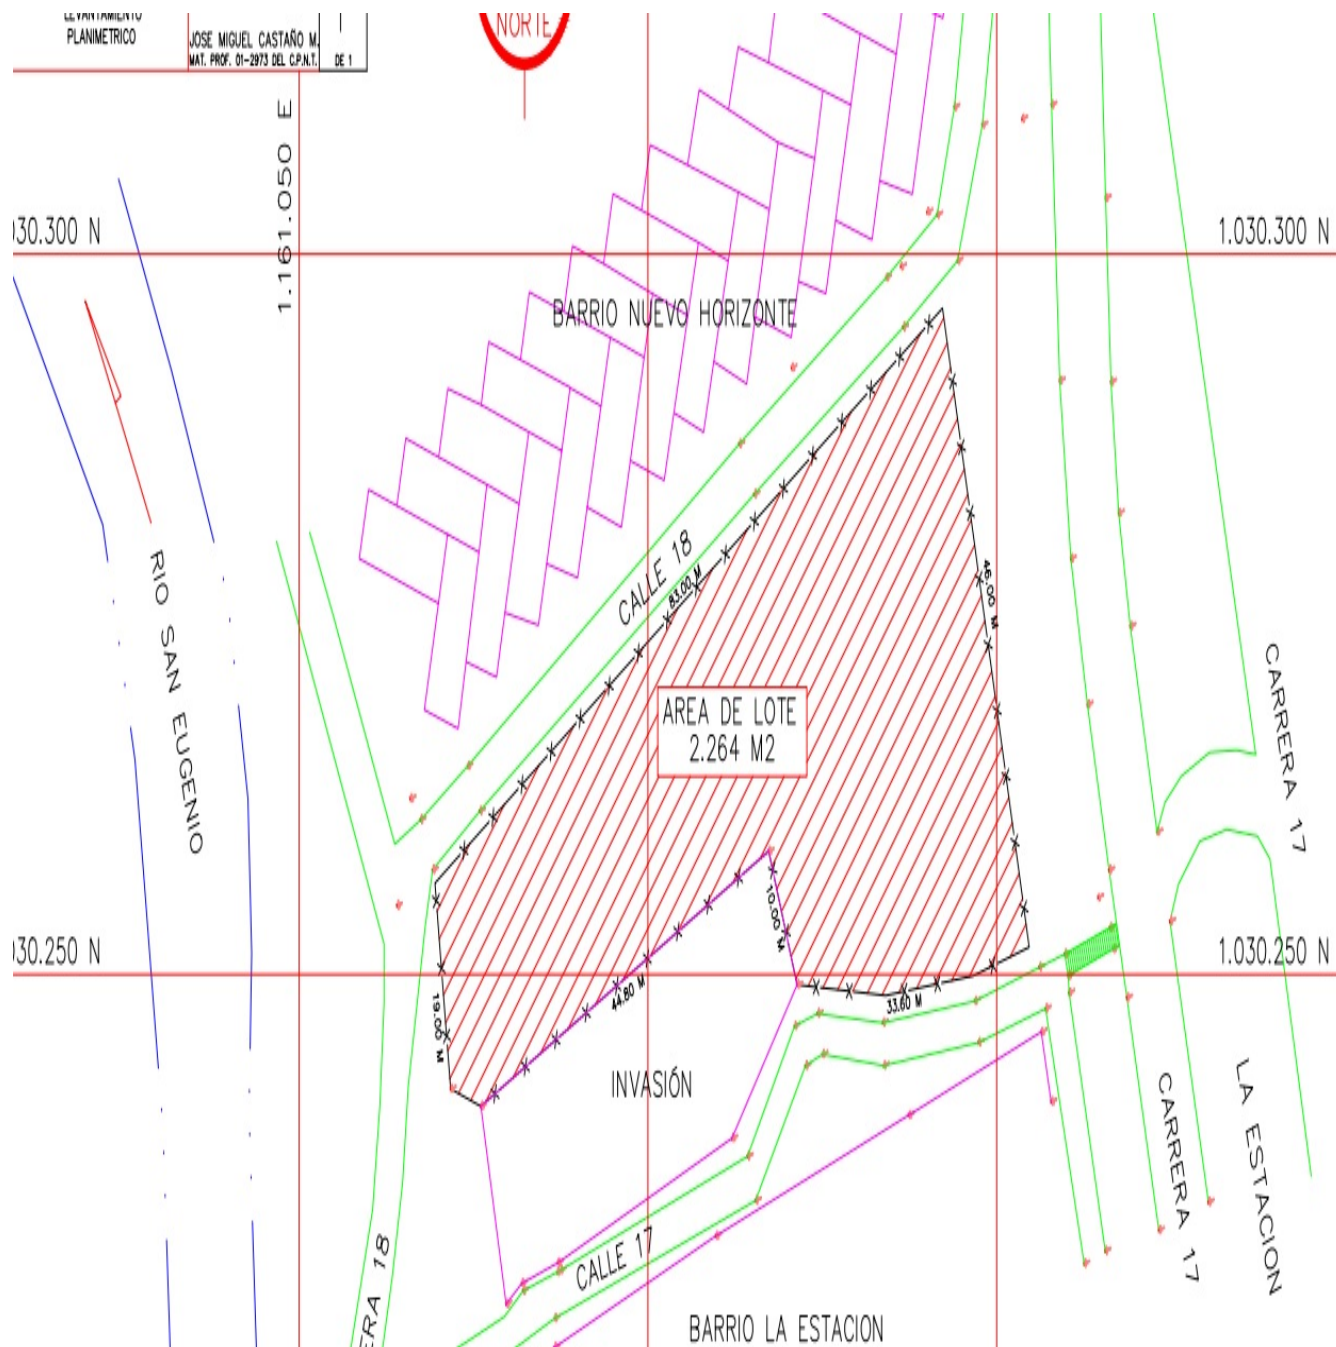 LEVANTAMIENTO
PLANIMETRICO
JOSE MIGUEL CASTAÑO M.
MAT. PROF. 01-2973 DEL C.P.N.T.
1
DE 1
NORTE
1.161.050 E
030.300 N
1.030.300 N
BARRIO NUEVO HORIZONTE
RIO SAN EUGENIO
CALLE 18
83.00 M
46.00 M
AREA DE LOTE
2.264 M2
CARRERA 17
10.00 M
030.250 N
1.030.250 N
19.00 M
44.80 M
33.60 M
INVASIÓN
CARRERA 17
LA ESTACION
CALLE 17
ERA 18
BARRIO LA ESTACION